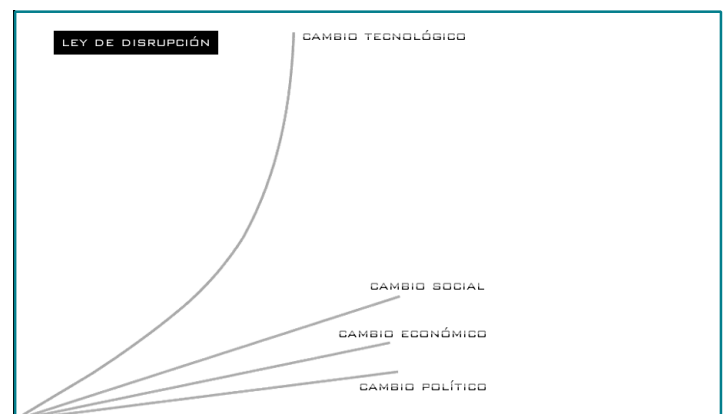 LEY DE DISRUPCIÓN
CAMBIO TECNOLÓGICO
CAMBIO SOCIAL
CAMBIO ECONÓMICO
CAMBIO POLÍTICO